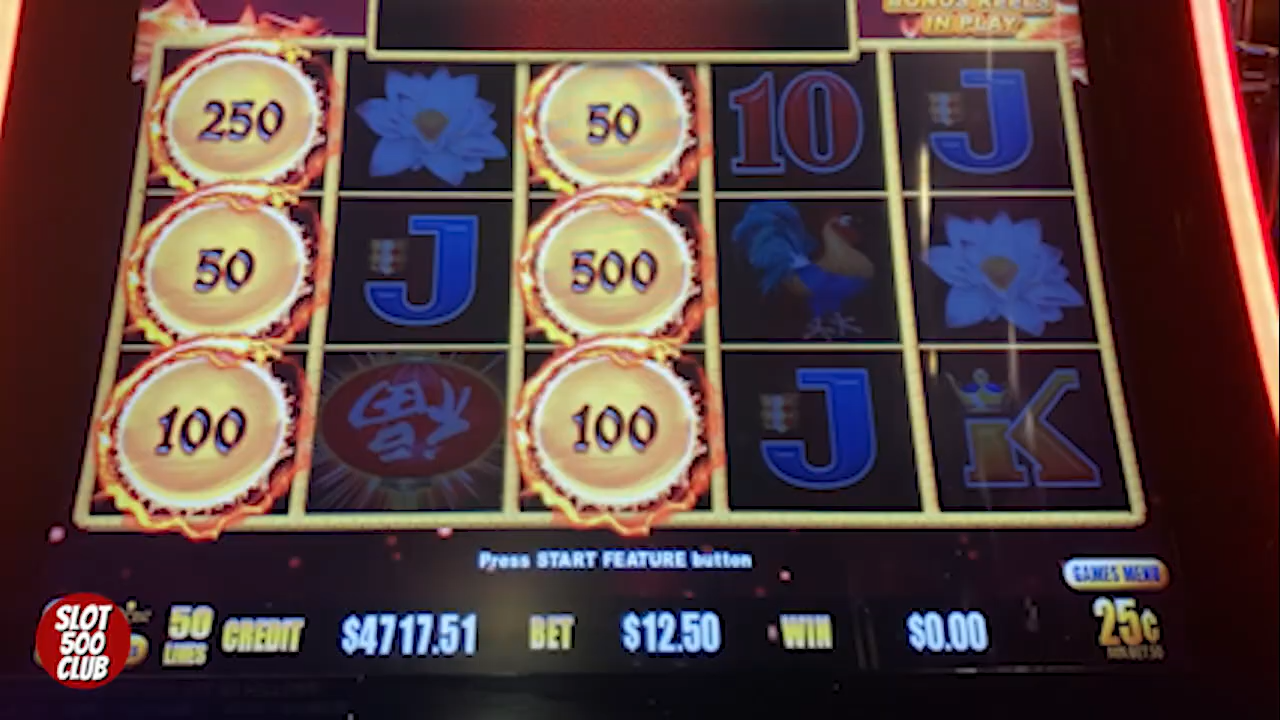 BONUS REELS
IN PLAY
250
50
10
J
50
J
500
100
福
100
J
K
Press START FEATURE button
GAMES MENU
50
LINES
CREDIT
$4717.51
BET
$12.50
WIN
$0.00
25¢
SLOT
500
CLUB